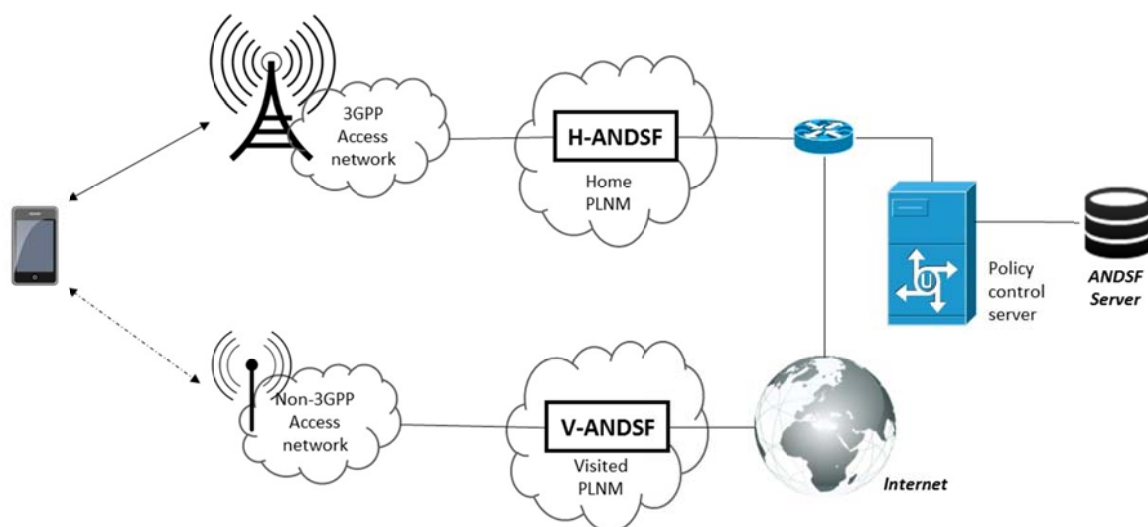 3GPP
Access
network
H-ANDSF
Home
PLNM
U
Policy
control
server
ANDSF
Server
Non-3GPP
Access
network
V-ANDSF
Visited
PLNM
Internet